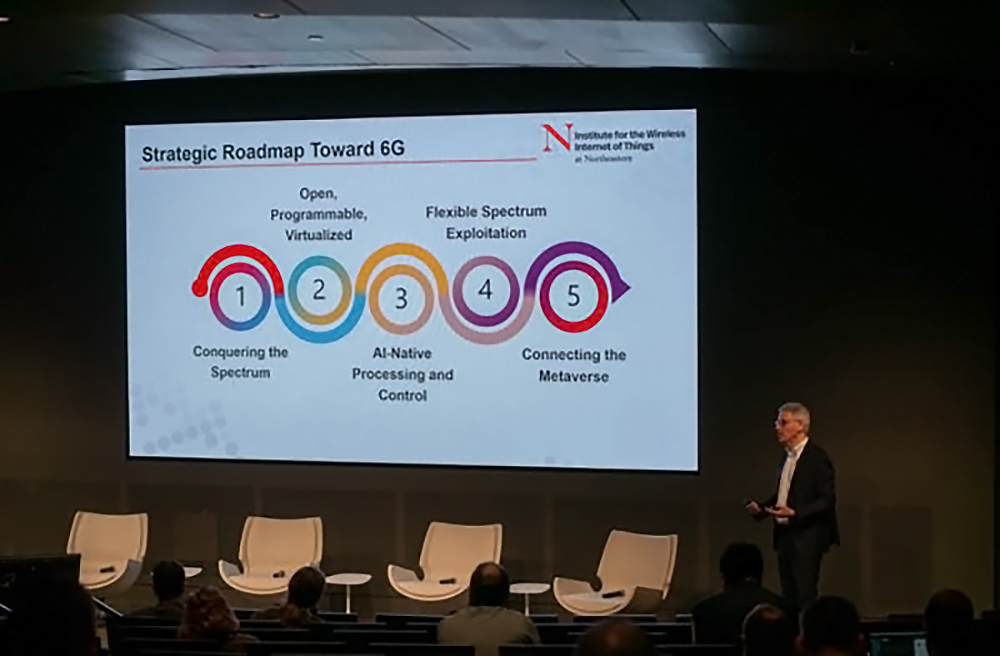 Strategic Roadmap Toward 6G
N
Institute for the Wireless
Internet of Things
at Northeastern
Open,
Programmable,
Virtualized
Flexible Spectrum
Exploitation
1
2
3
4
5
Conquering the
Spectrum
AI-Native
Processing and
Control
Connecting the
Metaverse